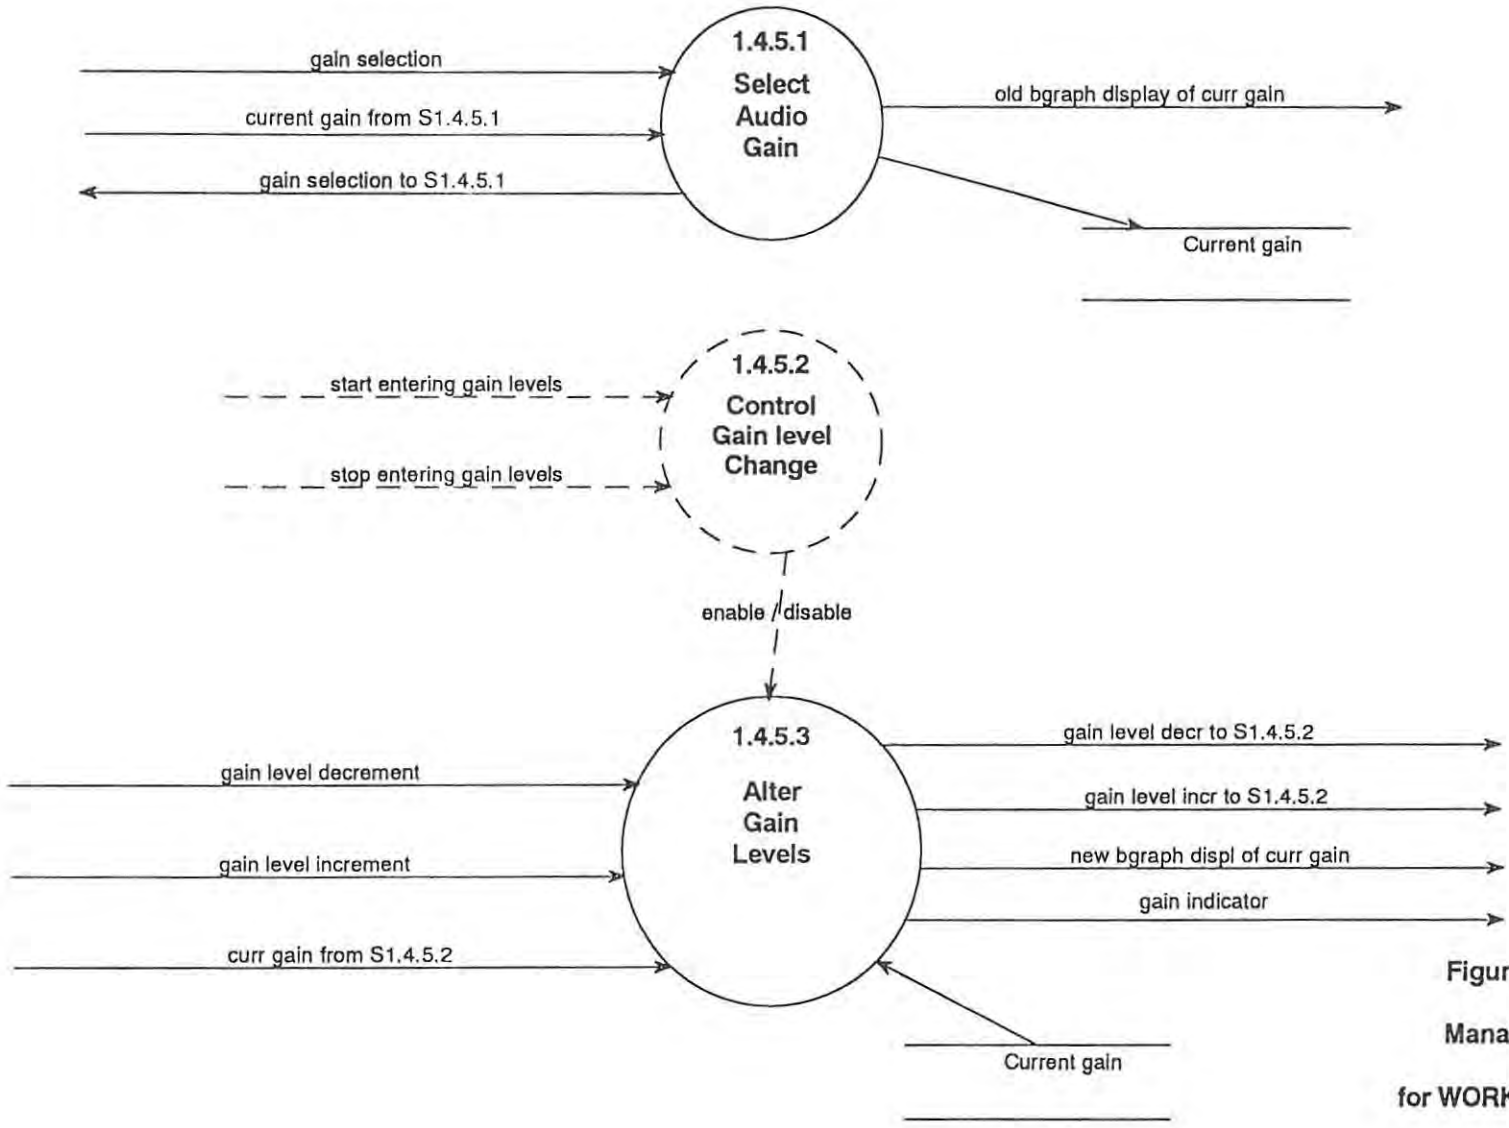 1.4.5.1
Select
Audio
Gain
gain selection
current gain from S1.4.5.1
gain selection to S1.4.5.1
old bgraph display of curr gain
Current gain
1.4.5.2
Control
Gain level
Change
start entering gain levels
stop entering gain levels
enable / disable
1.4.5.3
Alter
Gain
Levels
gain level decrement
gain level increment
curr gain from S1.4.5.2
gain level decr to S1.4.5.2
gain level incr to S1.4.5.2
new bgraph displ of curr gain
gain indicator
Current gain
Figur
Mana
for WORK